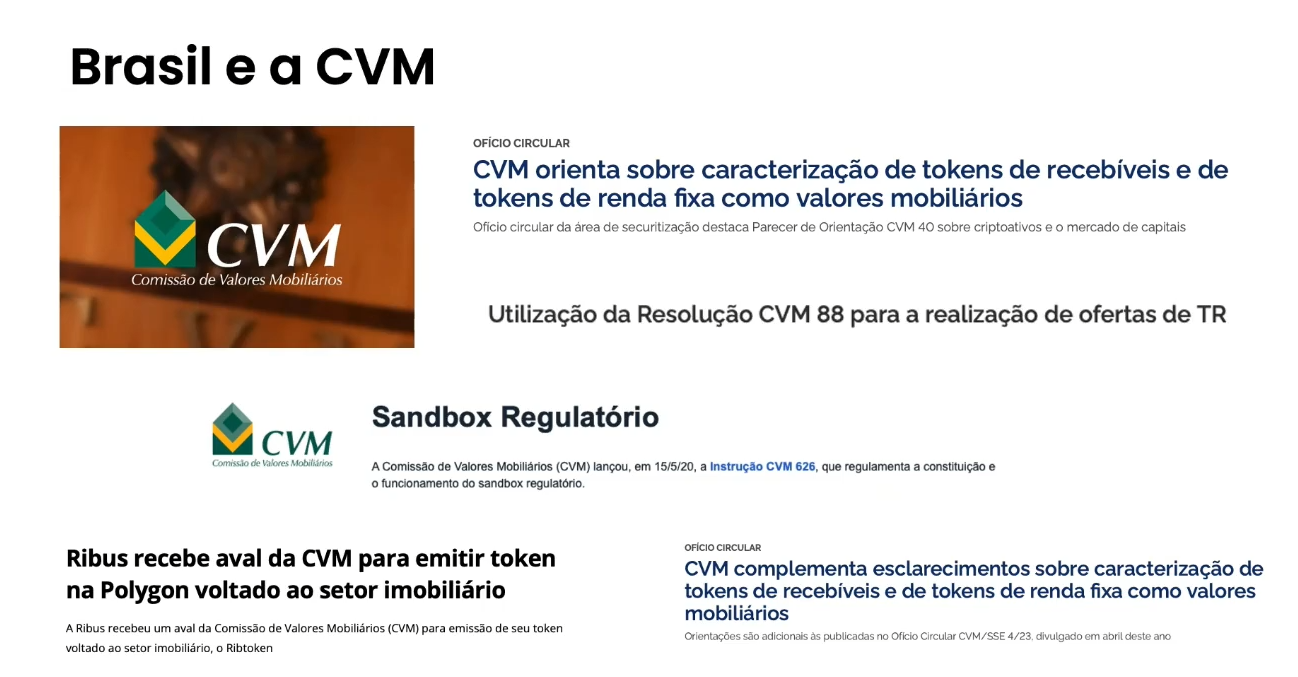 Brasil e a CVM
CVM
Comissão de Valores Mobiliários
OFÍCIO CIRCULAR
CVM orienta sobre caracterização de tokens de recebíveis e de
tokens de renda fixa como valores mobiliários
Ofício circular da área de securitização destaca Parecer de Orientação CVM 40 sobre criptoativos e o mercado de capitais
Utilização da Resolução CVM 88 para a realização de ofertas de TR
CVM
Comissão de Valores Mobiliários
Sandbox Regulatório
A Comissão de Valores Mobiliários (CVM) lançou, em 15/5/20, a Instrução CVM 626, que regulamenta a constituição e
o funcionamento do sandbox regulatório.
Ribus recebe aval da CVM para emitir token
na Polygon voltado ao setor imobiliário
A Ribus recebeu um aval da Comissão de Valores Mobiliários (CVM) para emissão de seu token
voltado ao setor imobiliário, o Ribtoken
OFÍCIO CIRCULAR
CVM complementa esclarecimentos sobre caracterização de
tokens de recebíveis e de tokens de renda fixa como valores
mobiliários
Orientações são adicionais às publicadas no Ofício Circular CVM/SSE 4/23, divulgado em abril deste ano